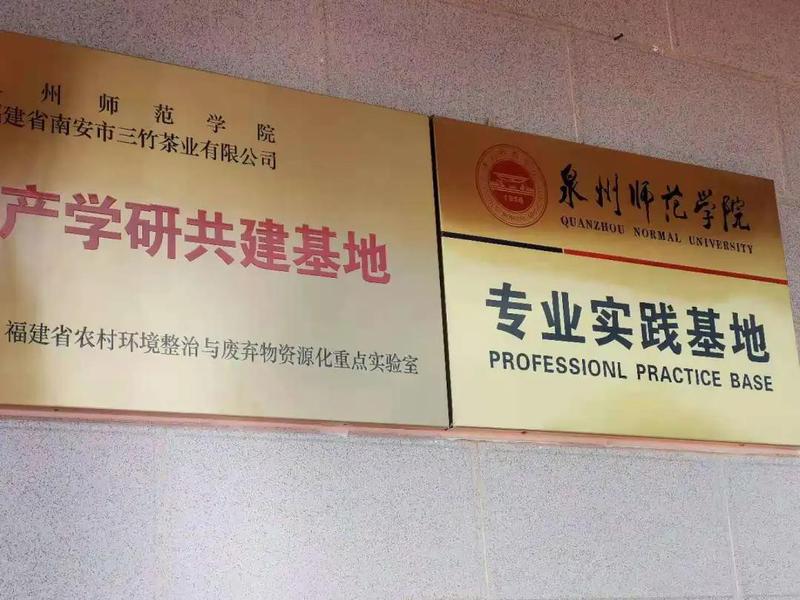 州师范学院
福建省南安市三竹茶业有限公司
产学研共建基地
福建省农村环境整治与废弃物资源化重点实验室
泉州师范学院
QUANZHOU NORMAL UNIVERSITY
1958
专业实践基地
PROFESSIONL PRACTICE BASE